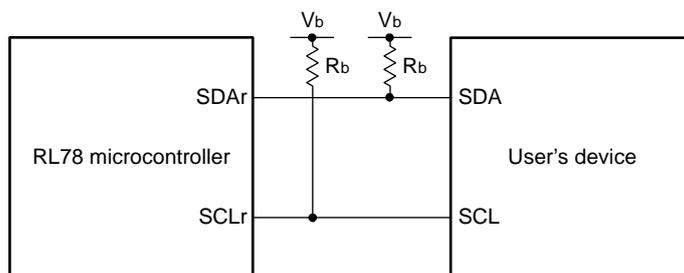 Vb Vb
Rb Rb
SDAr SDA
RL78 microcontroller User's device
SCLr SCL